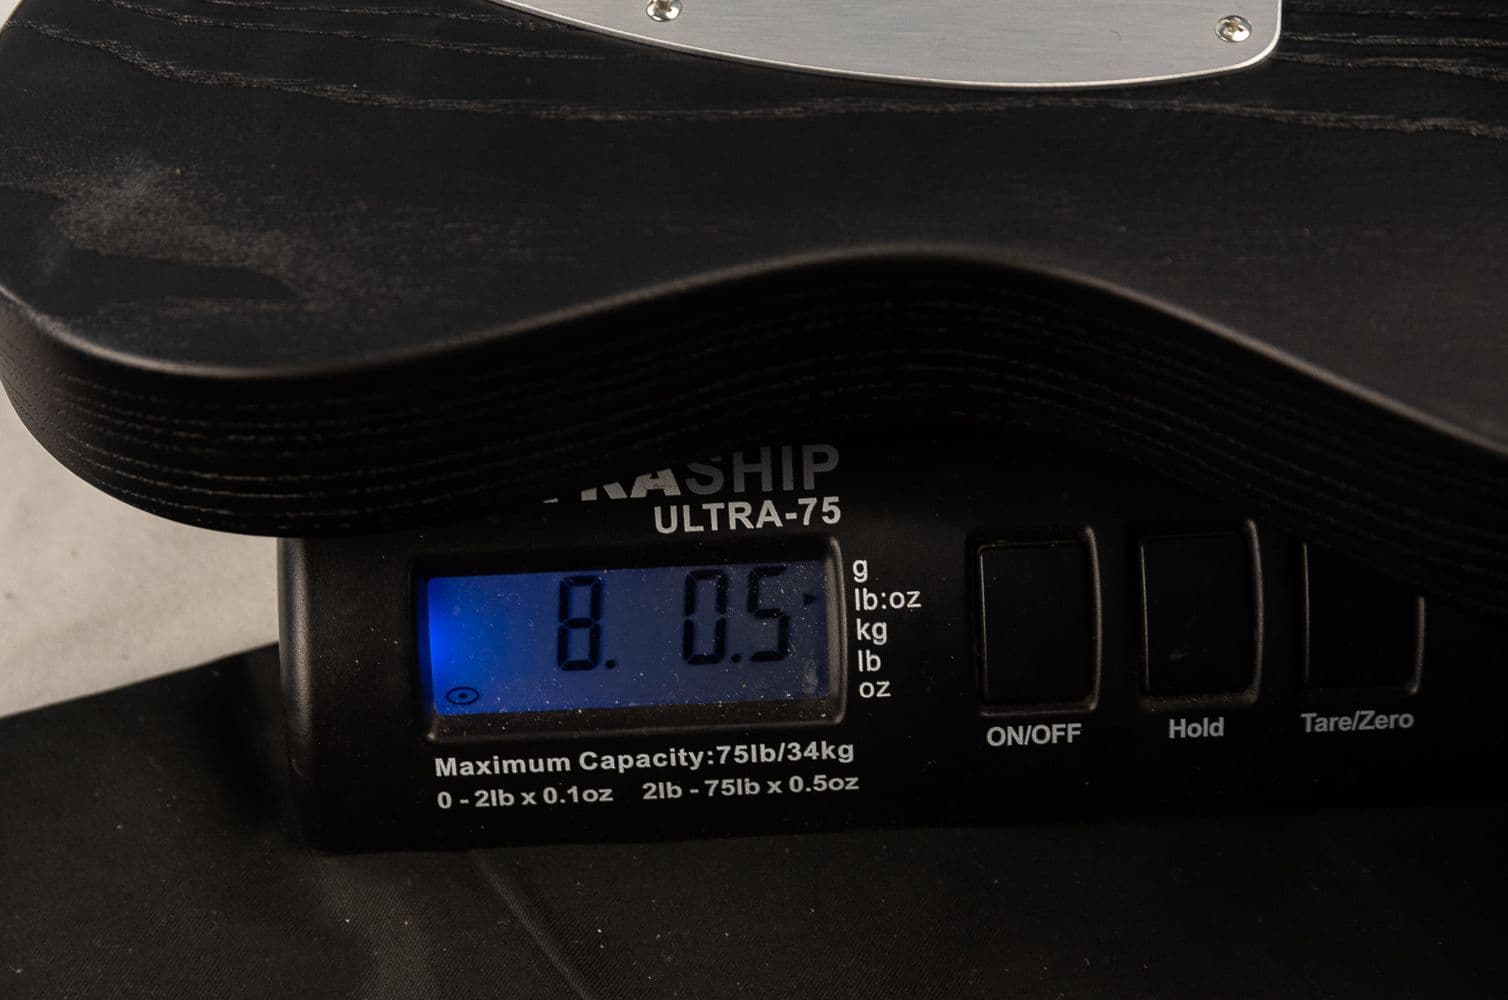 SHIP
ULTRA-75
8. 0.5
g
lb:oz
kg
lb
oz
ON/OFF
Hold
Tare/Zero
Maximum Capacity:75lb/34kg
0 - 2lb x 0.1oz 2lb - 75lb x 0.5oz